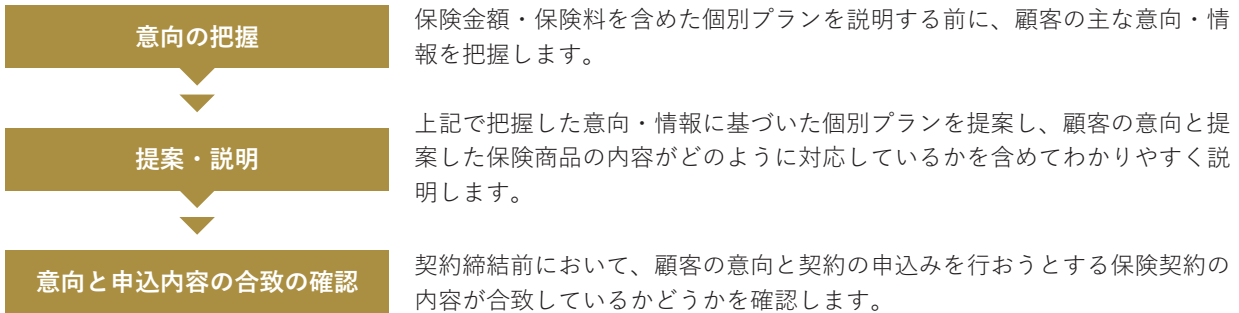 意向の把握
保険金額・保険料を含めた個別プランを説明する前に、顧客の主な意向・情
報を把握します。
提案・説明
上記で把握した意向・情報に基づいた個別プランを提案し、顧客の意向と提
案した保険商品の内容がどのように対応しているかを含めてわかりやすく説
明します。
意向と申込内容の合致の確認
契約締結前において、顧客の意向と契約の申込みを行おうとする保険契約の
内容が合致しているかどうかを確認します。